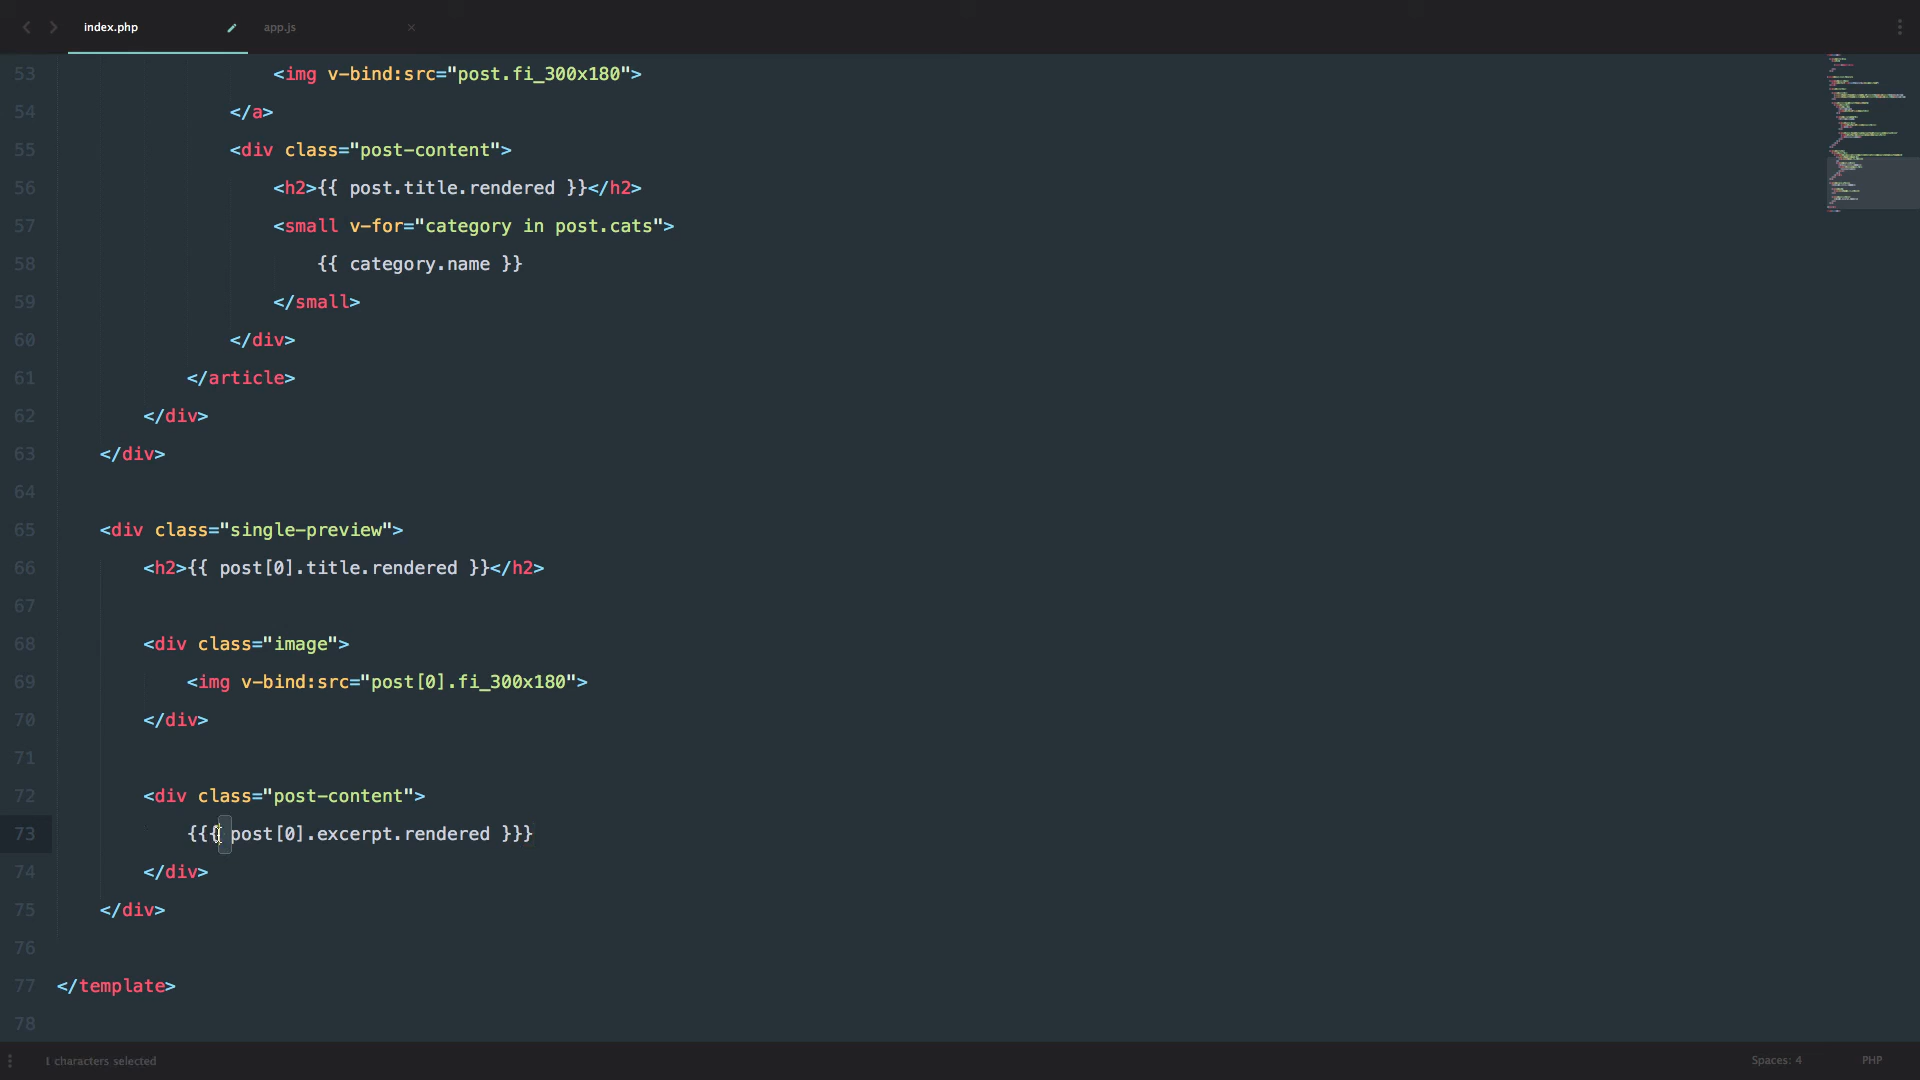 index.php
app.js
53 <img v-bind:src="post.fi_300x180">
54 </a>
55 <div class="post-content">
56 <h2>{{ post.title.rendered }}</h2>
57 <small v-for="category in post.cats">
58 {{ category.name }}
59 </small>
60 </div>
61 </article>
62 </div>
63 </div>
64
65 <div class="single-preview">
66 <h2>{{ post[0].title.rendered }}</h2>
67
68 <div class="image">
69 <img v-bind:src="post[0].fi_300x180">
70 </div>
71
72 <div class="post-content">
73 {{{ post[0].excerpt.rendered }}}
74 </div>
75 </div>
76
77 </template>
78
1 characters selected
Spaces: 4
PHP